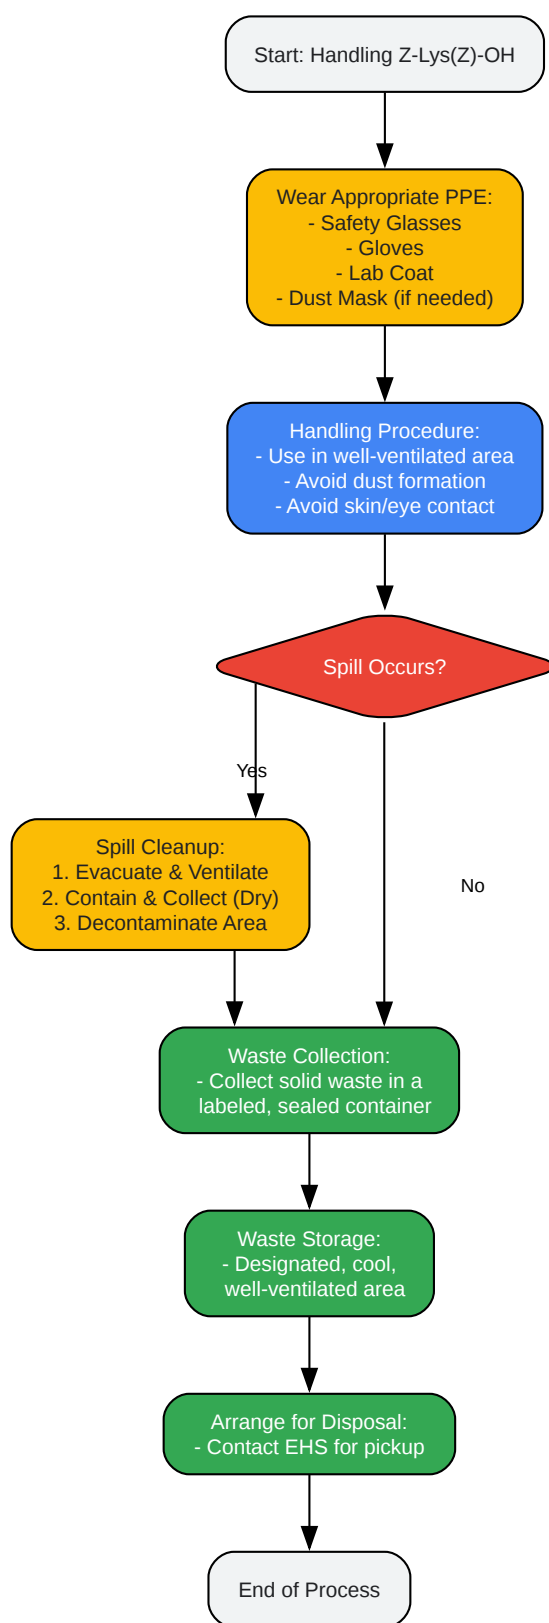 Start: Handling Z-Lys(Z)-OH
Wear Appropriate PPE:
- Safety Glasses
- Gloves
- Lab Coat
- Dust Mask (if needed)
Handling Procedure:
- Use in well-ventilated area
- Avoid dust formation
- Avoid skin/eye contact
Spill Occurs?
Yes
Spill Cleanup:
1. Evacuate & Ventilate
2. Contain & Collect (Dry)
3. Decontaminate Area
No
Waste Collection:
- Collect solid waste in a
labeled, sealed container
Waste Storage:
- Designated, cool,
well-ventilated area
Arrange for Disposal:
- Contact EHS for pickup
End of Process